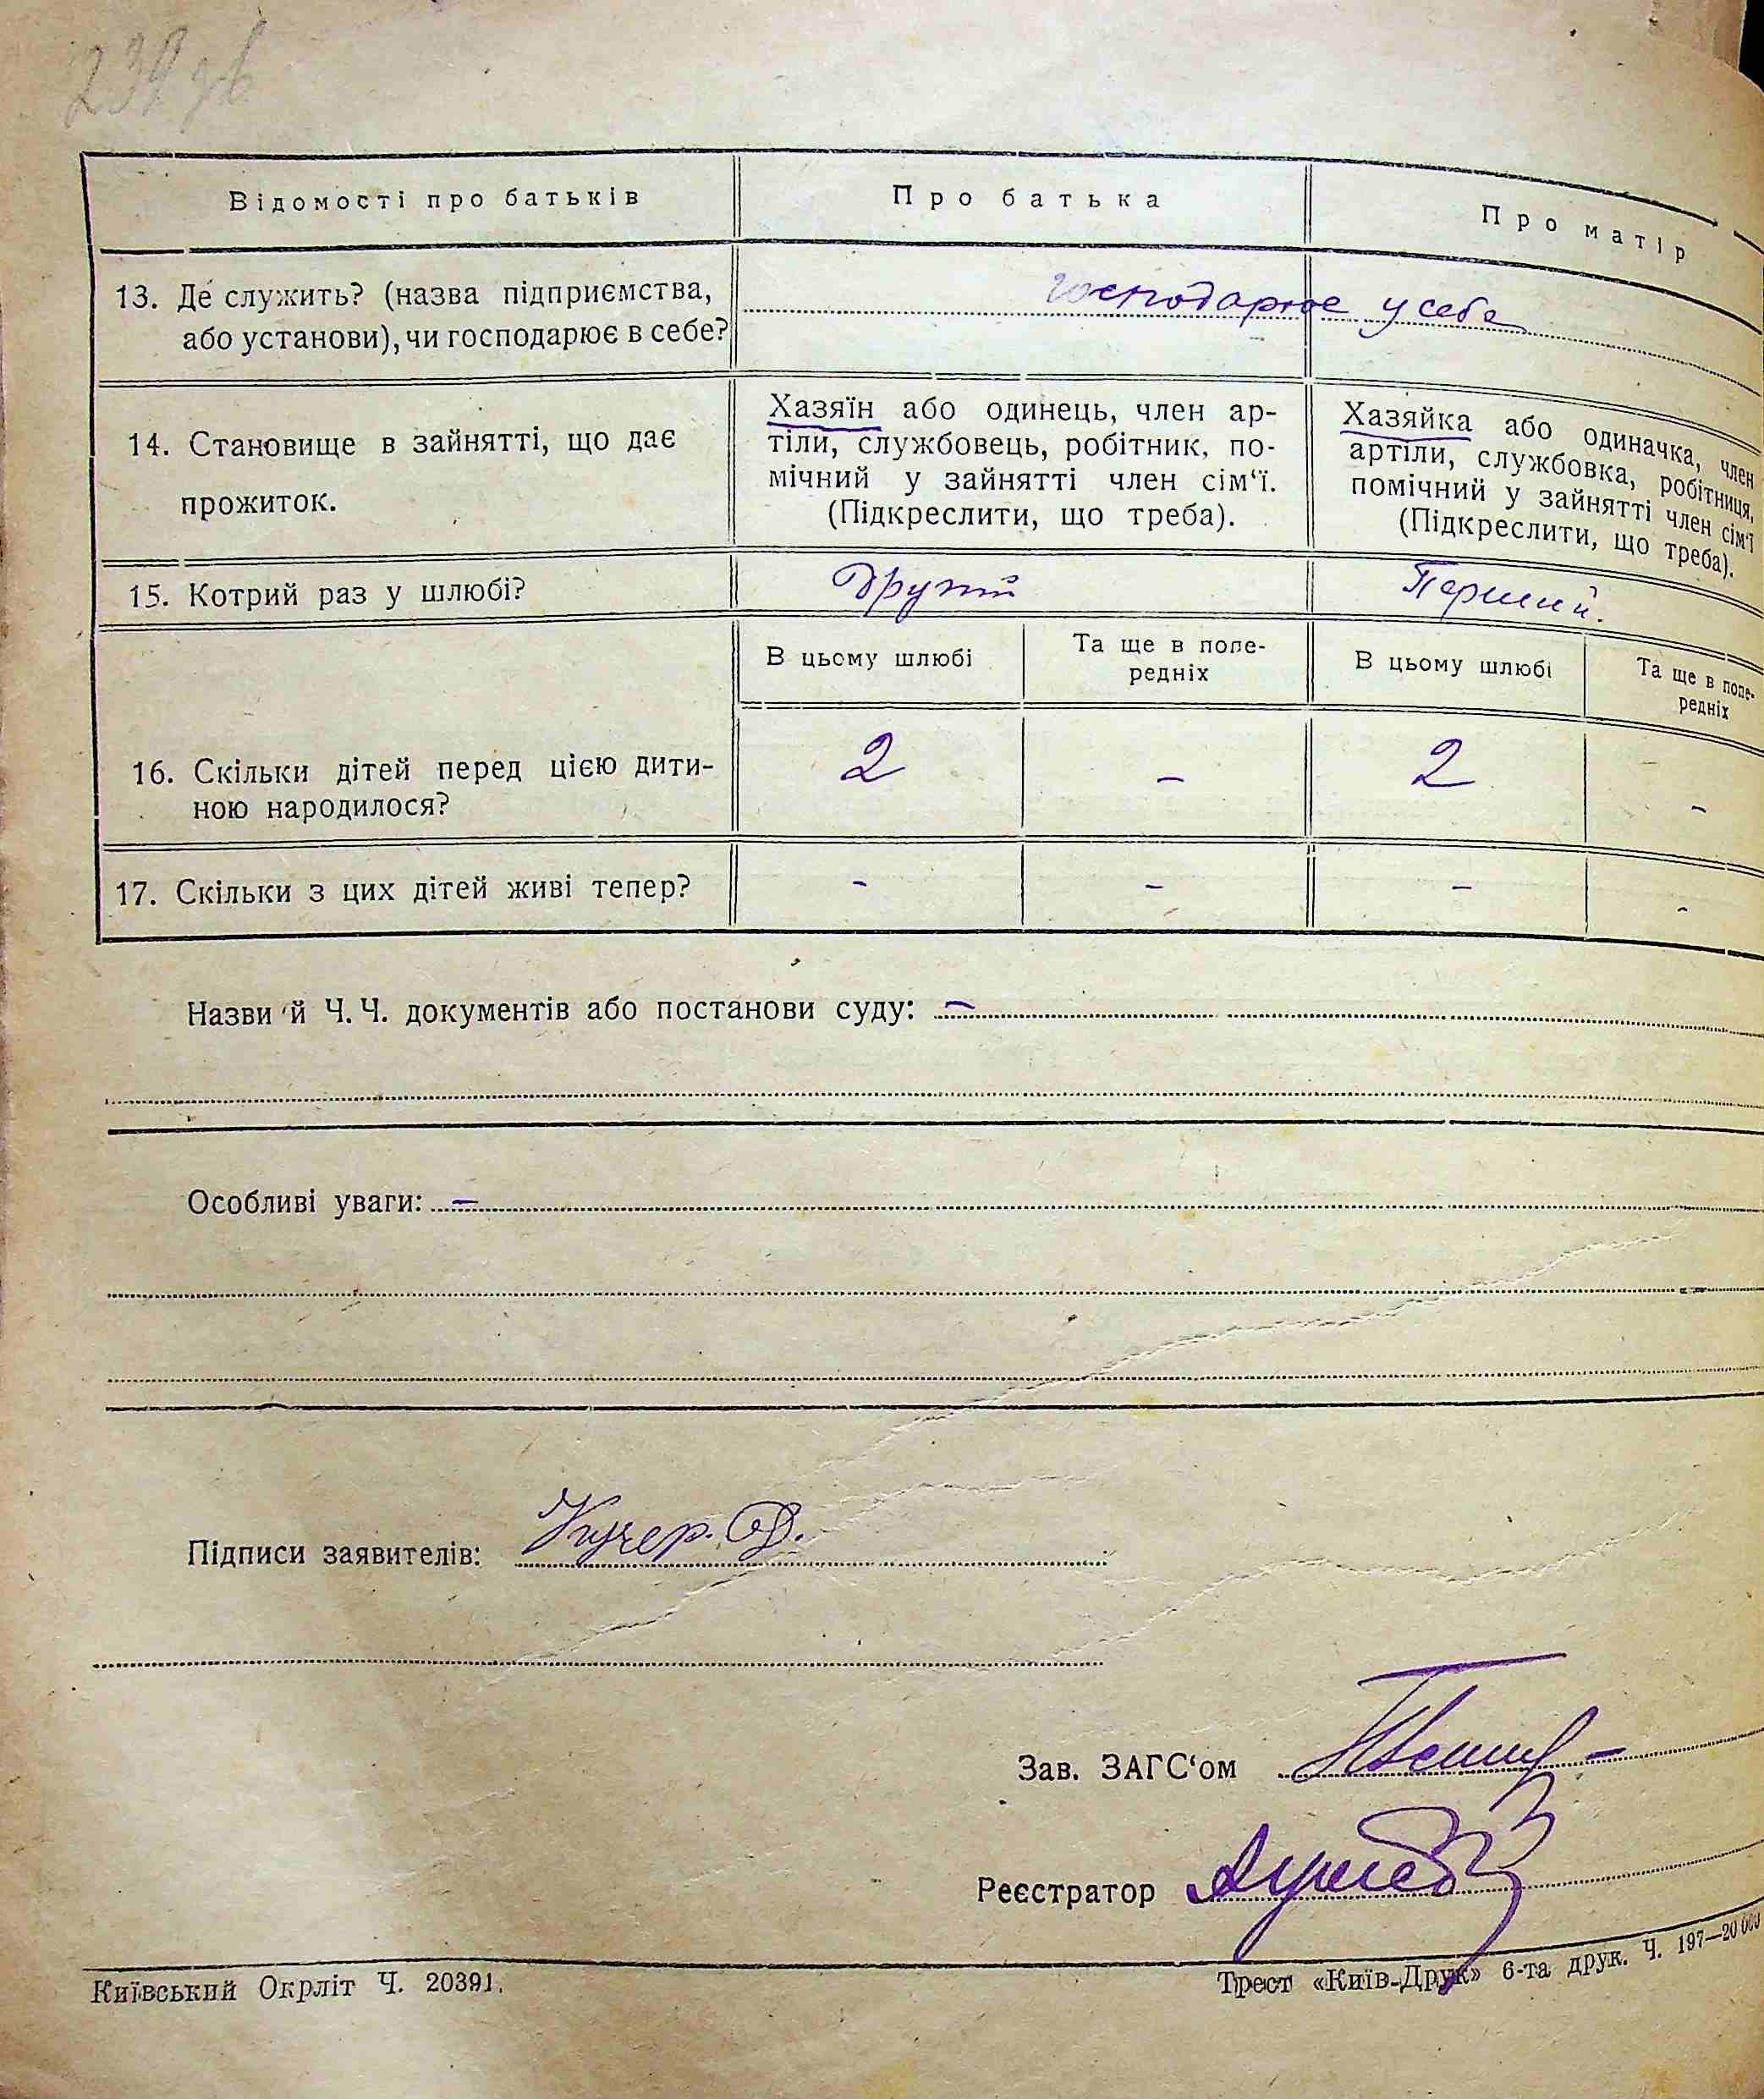 239 зв
Відомості про батьків
Про батька
Про матір
13. Де служить? (назва підприємства,
або установи), чи господарює в себе?
господарює у себе
14. Становище в зайнятті, що дає
прожиток.
Хазяїн або одинець, член ар-
тіли, службовець, робітник, по-
мічний у зайнятті член сім‘ї.
(Підкреслити, що треба).
Хазяйка або одиначка, член
артіли, службовка, робітниця,
помічний у зайнятті член сім‘ї
(Підкреслити, що треба).
15. Котрий раз у шлюбі?
Другий
Перший.
В цьому шлюбі
Та ще в попе-
редніх
В цьому шлюбі
Та ще в попе-
редніх
16. Скільки дітей перед цією дити-
ною народилося?
2 - 2 -
17. Скільки з цих дітей живі тепер?
- - - -
Назви й Ч. Ч. документів або постанови суду: —
Особливі уваги: —
Підписи заявителів: Кучер.
Зав. ЗАГС‘ом
Реєстратор
Київський Окрліт Ч. 20391.
Трест «Київ-Друк» 6-та друк. Ч. 197—20 000